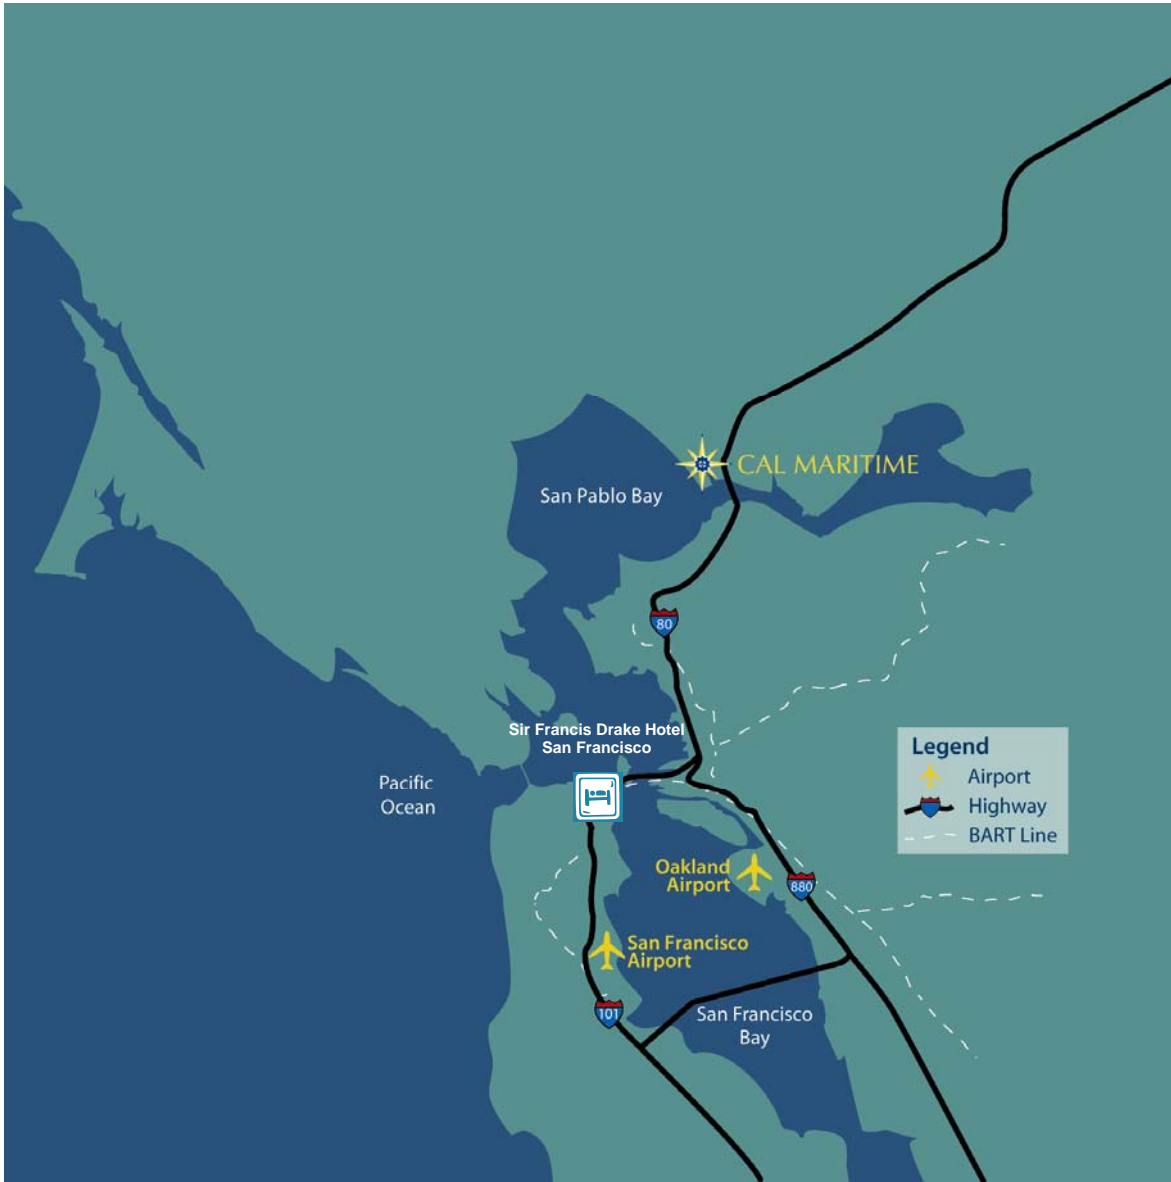 CAL MARITIME
San Pablo Bay
80
Sir Francis Drake Hotel
San Francisco
Pacific
Ocean
Legend
Airport
Highway
BART Line
Oakland
Airport
880
San Francisco
Airport
101
San Francisco
Bay